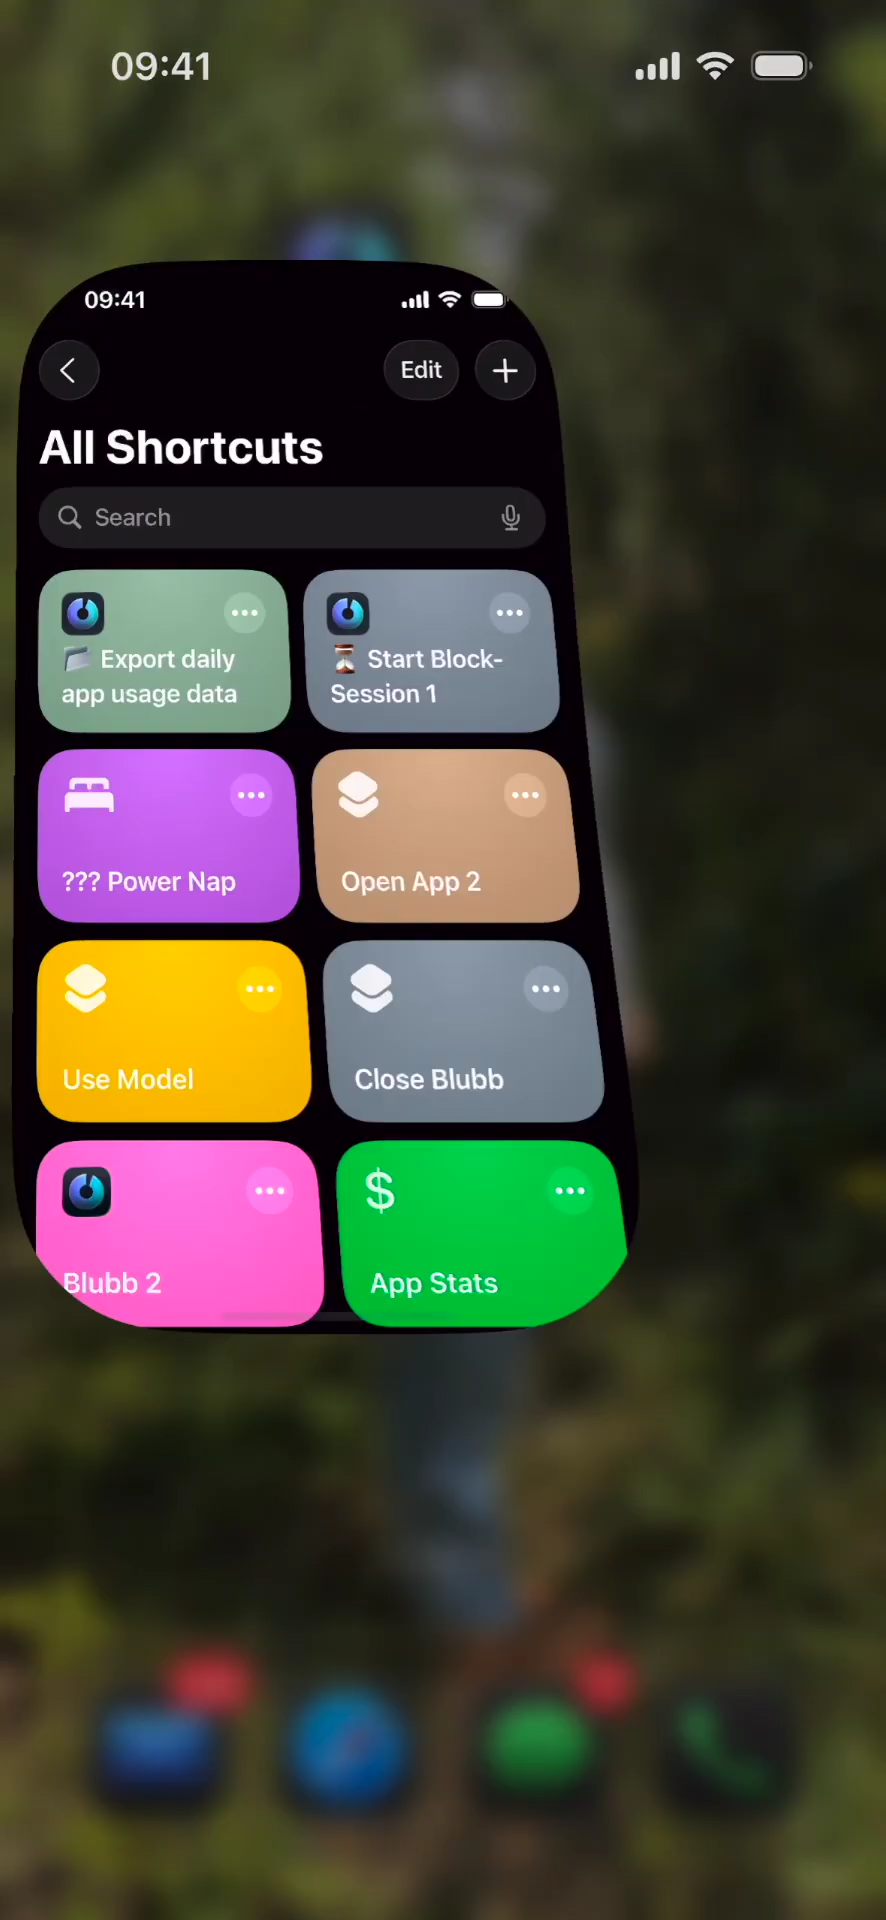 09:41
09:41
Edit
All Shortcuts
Search
Export daily
app usage data
Start Block-
Session 1
??? Power Nap
Open App 2
Use Model
Close Blubb
$
Blubb 2
App Stats